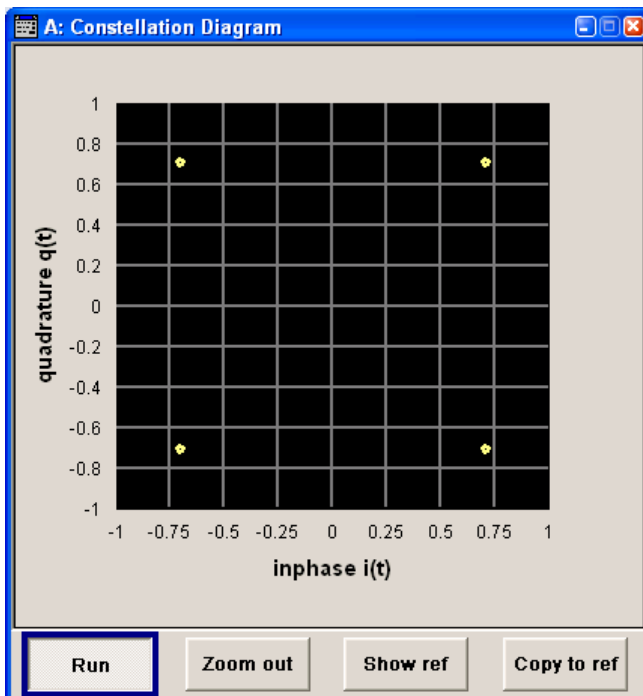 A: Constellation Diagram
quadrature q(t)
1
0.8
0.6
0.4
0.2
0
-0.2
-0.4
-0.6
-0.8
-1
-1 -0.75 -0.5 -0.25 0 0.25 0.5 0.75 1
inphase i(t)
Run Zoom out Show ref Copy to ref